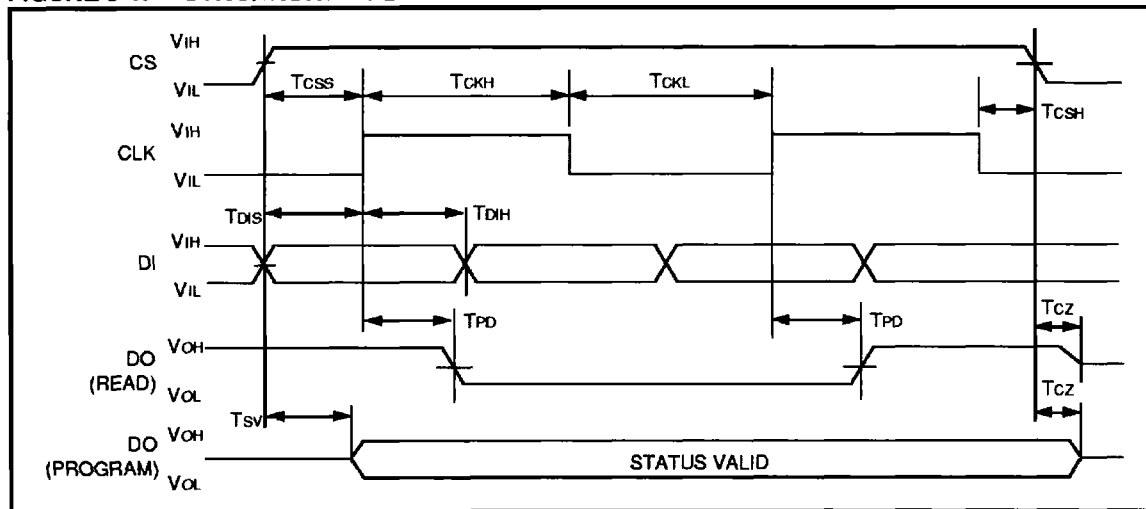 VIH
CS
VIL
TCSS
TCKH
TCKL
TCSH
VIH
CLK
VIL
TDIS
TDIH
VIH
DI
VIL
TPD
TPD
TCZ
VOH
DO
(READ)
VOL
TSV
TCZ
VOH
DO
(PROGRAM)
STATUS VALID
VOL